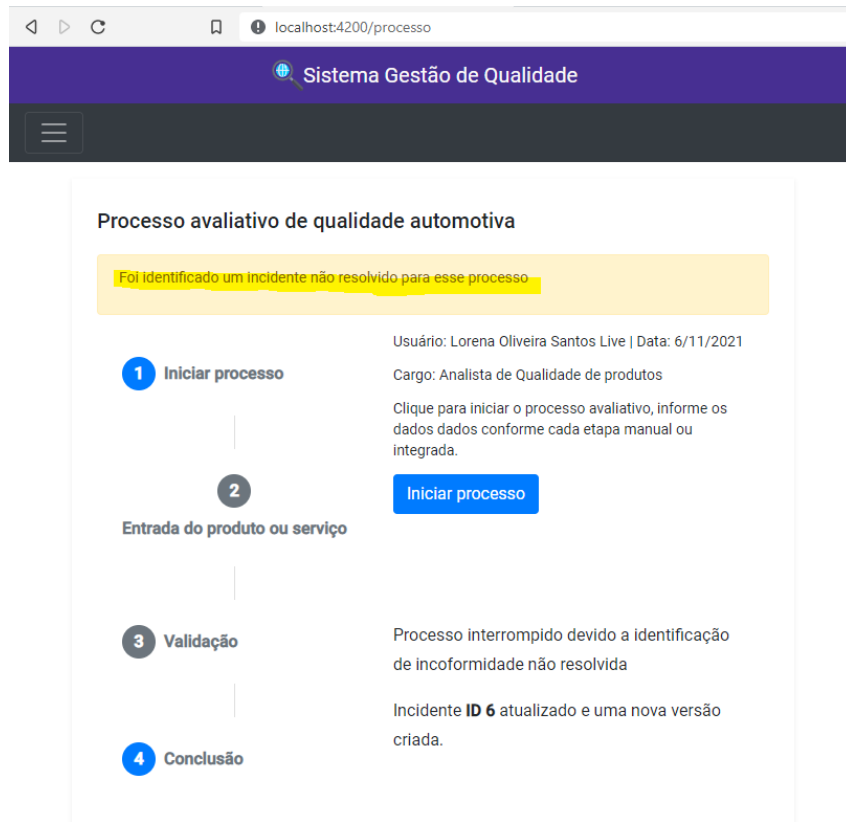 localhost:4200/processo
Sistema Gestão de Qualidade
Processo avaliativo de qualidade automotiva
Foi identificado um incidente não resolvido para esse processo
1 Iniciar processo
Usuário: Lorena Oliveira Santos Live | Data: 6/11/2021
Cargo: Analista de Qualidade de produtos
Clique para iniciar o processo avaliativo, informe os
dados dados conforme cada etapa manual ou
integrada.
Iniciar processo
2
Entrada do produto ou serviço
3 Validação
Processo interrompido devido a identificação
de incoformidade não resolvida
Incidente ID 6 atualizado e uma nova versão
criada.
4 Conclusão